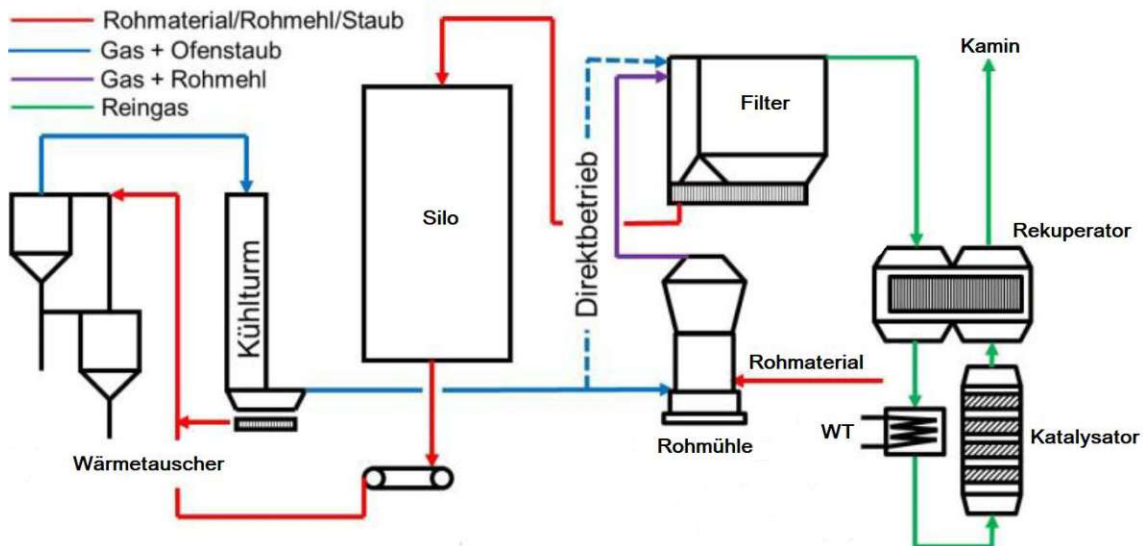 Rohmaterial/Rohmehl/Staub
Gas + Ofenstaub
Gas + Rohmehl
Reingas
Kamin
Filter
Direktbetrieb
Silo
Rekuperator
Kühlturm
Rohmaterial
WT
Katalysator
Rohmühle
Wärmetauscher